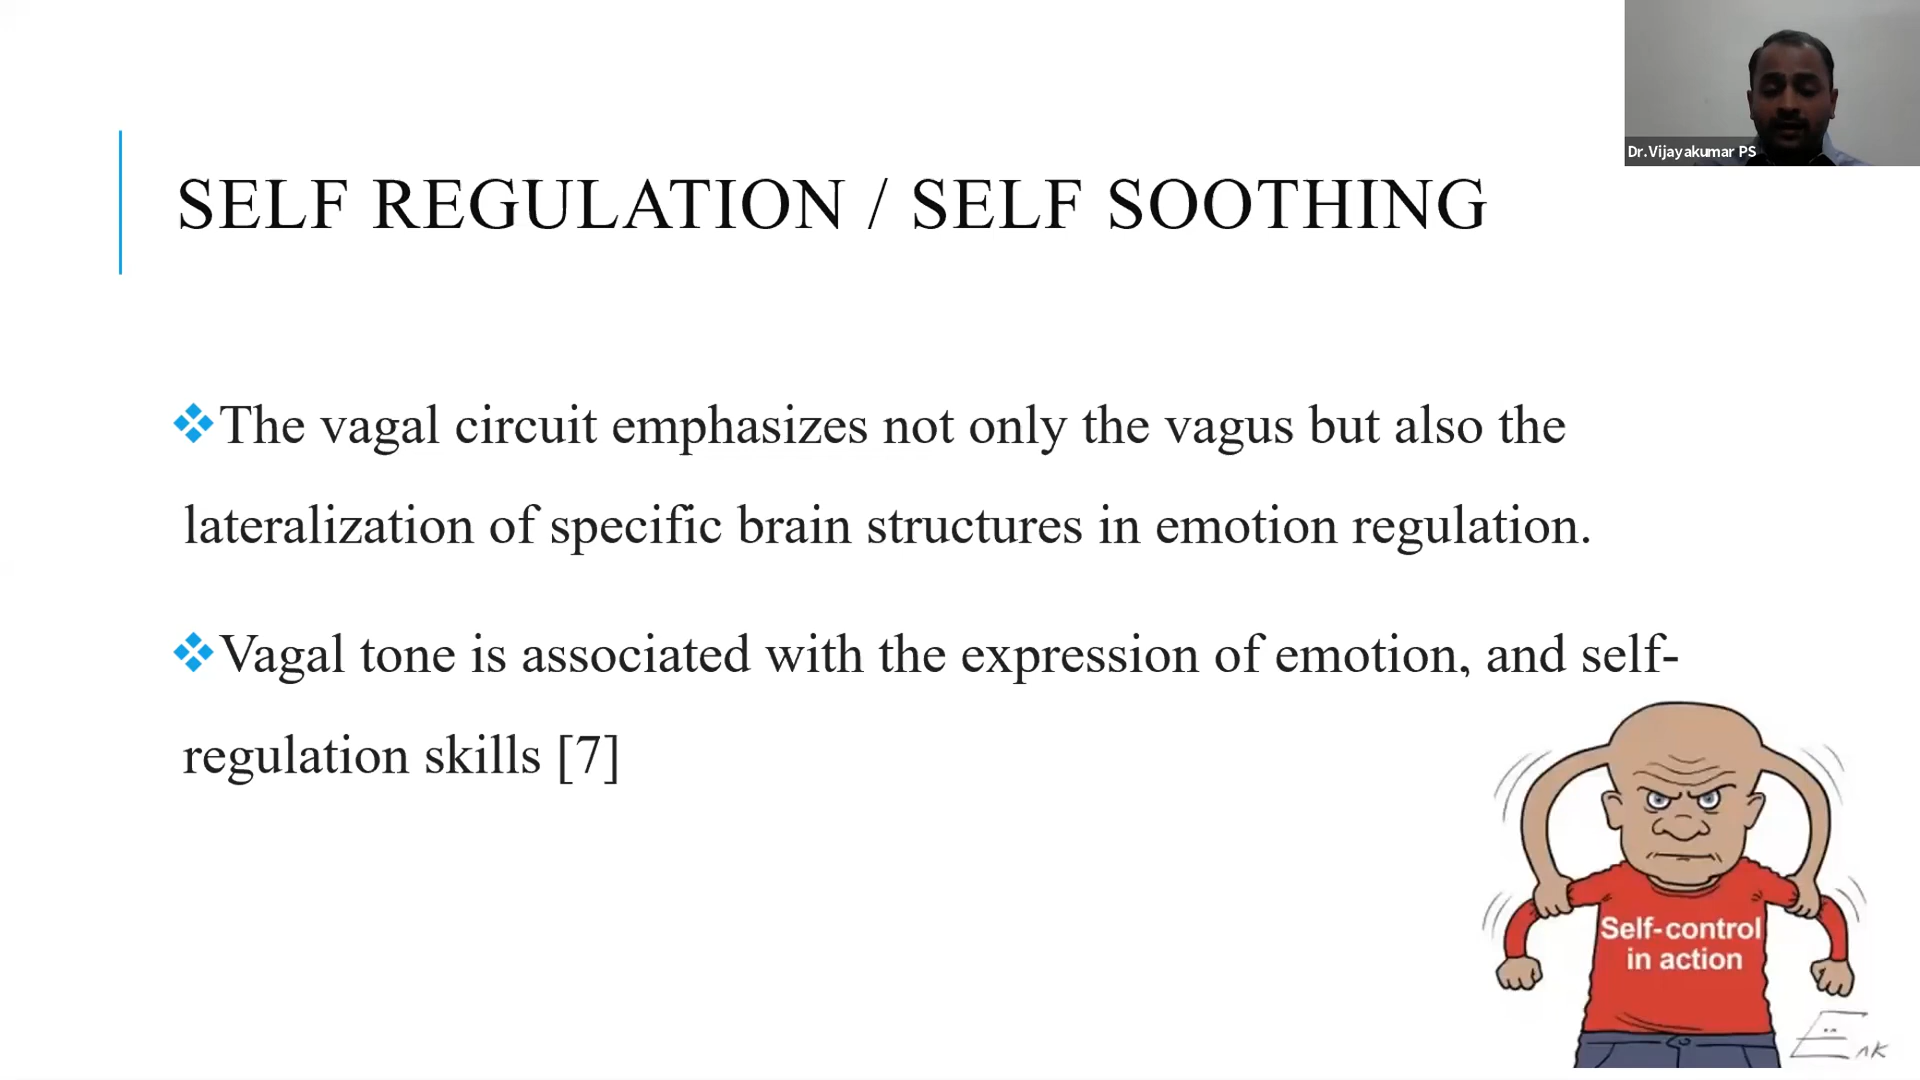 Dr.Vijayakumar PS
SELF REGULATION / SELF SOOTHING
❖The vagal circuit emphasizes not only the vagus but also the
lateralization of specific brain structures in emotion regulation.
❖Vagal tone is associated with the expression of emotion, and self-
regulation skills [7]
Self-control
in action